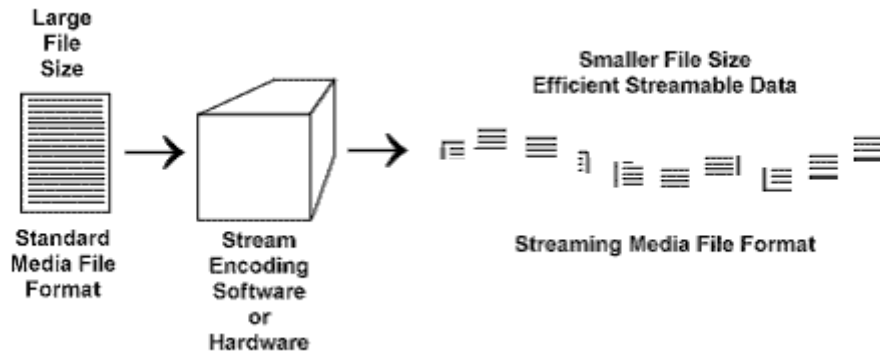 Large
File
Size
Standard
Media File
Format
Stream
Encoding
Software
or
Hardware
Smaller File Size
Efficient Streamable Data
Streaming Media File Format